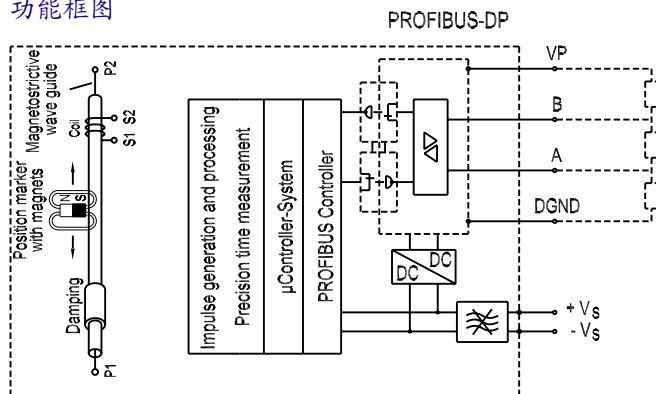 功能框图
PROFIBUS-DP
P2
Magnetostrictive
wave guide
Coil
S2
S1
Position marker
with magnets
N
S
Damping
P1
Impulse generation and processing
Precision time measurement
µController-System
PROFIBUS Controller
DC
DC
VP
B
A
DGND
+ Vs
- Vs